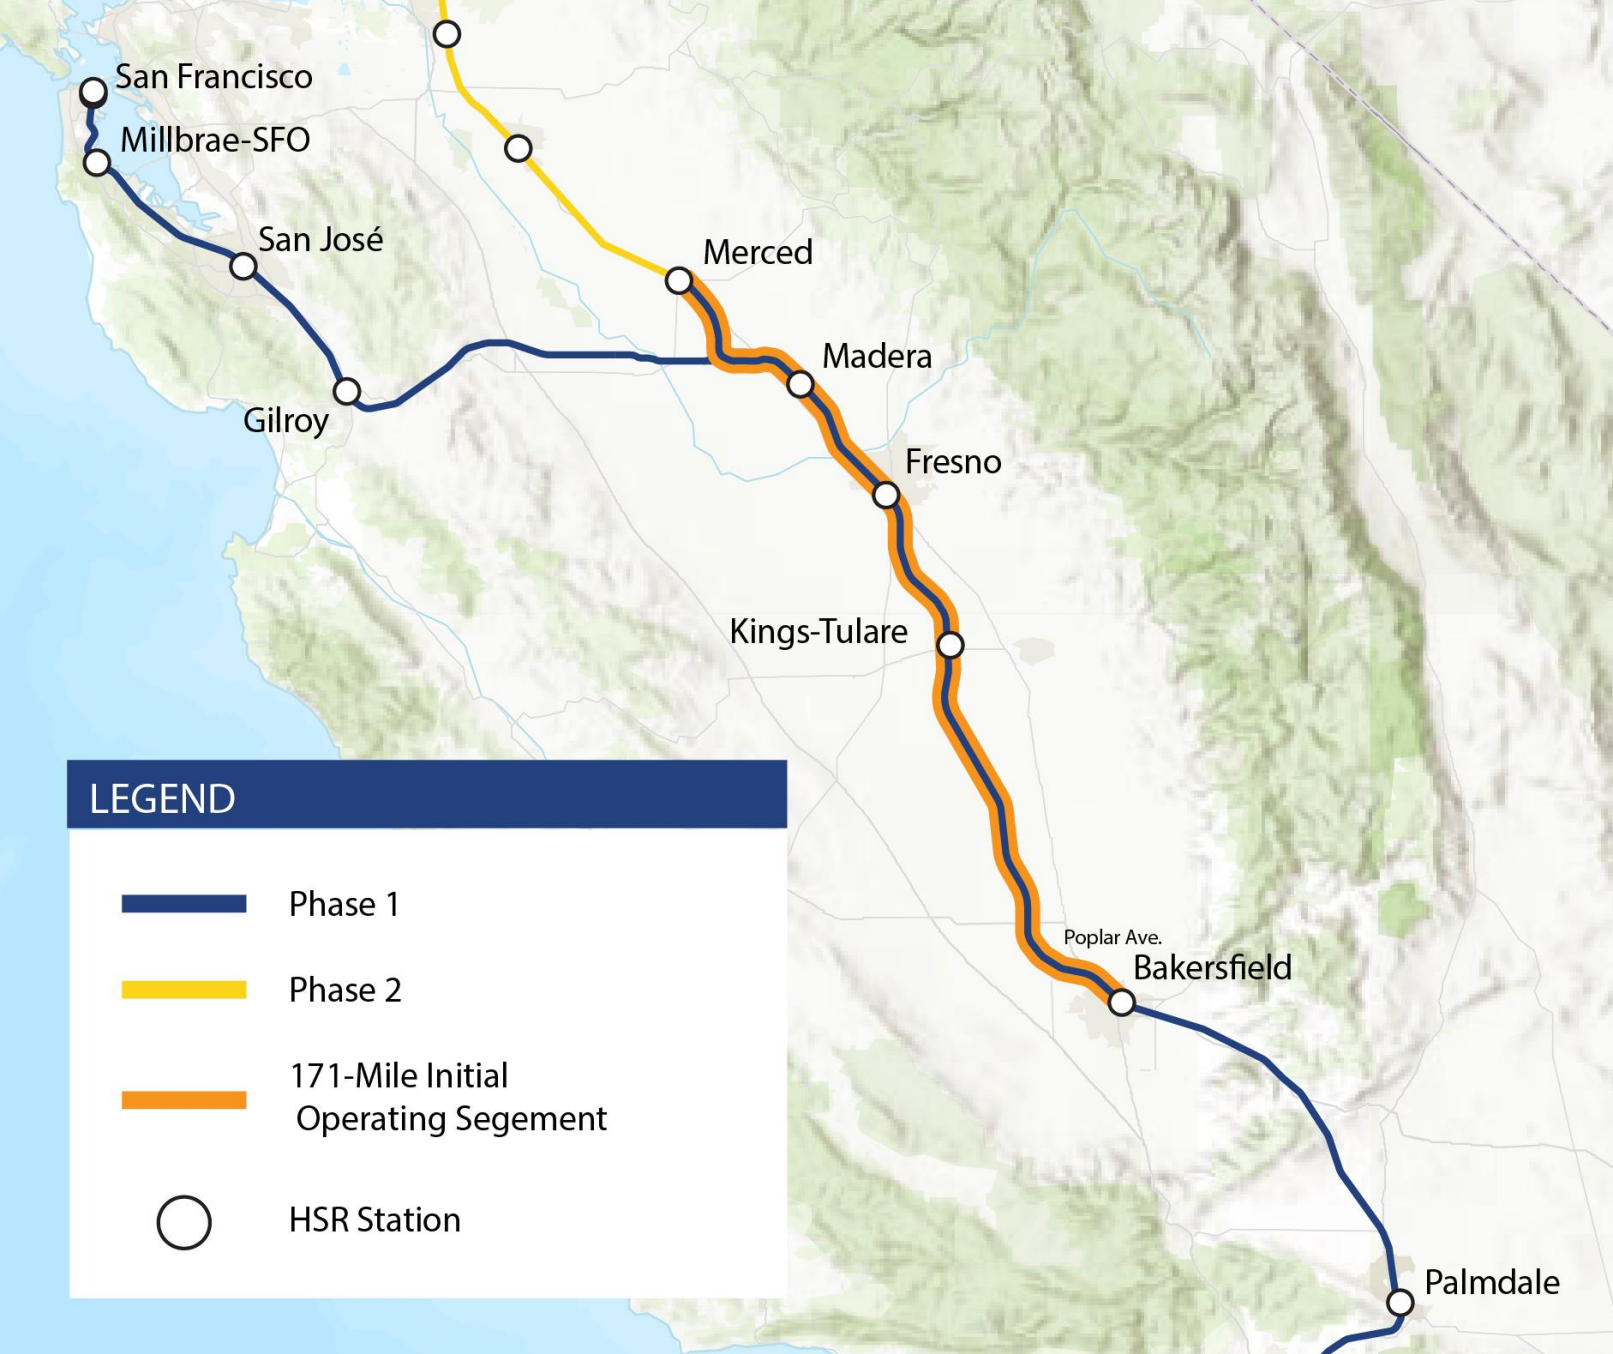 San Francisco
Millbrae-SFO
San José
Gilroy
Merced
Madera
Fresno
Kings-Tulare
Poplar Ave.
Bakersfield
Palmdale
LEGEND
Phase 1
Phase 2
171-Mile Initial
Operating Segement
HSR Station